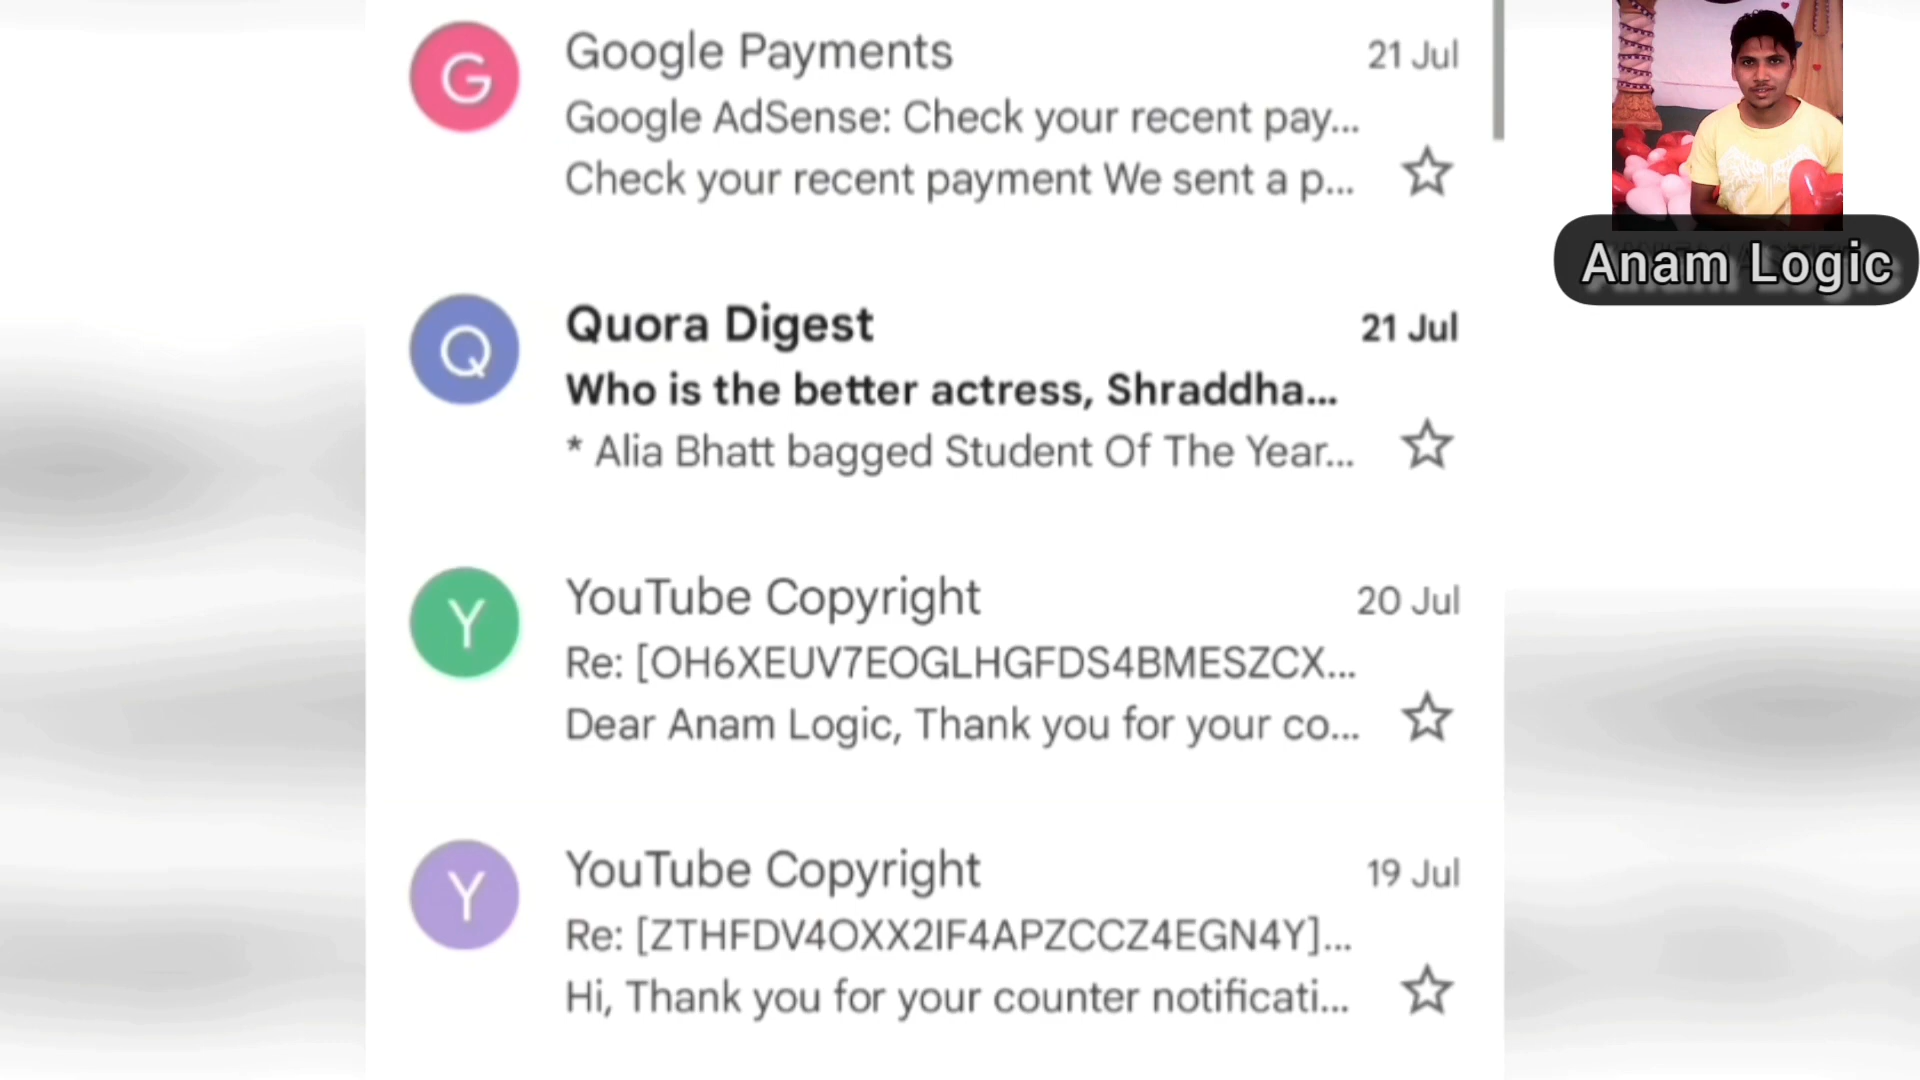 G
Google Payments
21 Jul
Google AdSense: Check your recent pay...
Check your recent payment We sent a p...
Anam Logic
Q
Quora Digest
21 Jul
Who is the better actress, Shraddha...
* Alia Bhatt bagged Student Of The Year...
Y
YouTube Copyright
20 Jul
Re: [OH6XEUV7EOGLHGFDS4BMESZCX...
Dear Anam Logic, Thank you for your co...
Y
YouTube Copyright
19 Jul
Re: [ZTHFDV4OXX2IF4APZCCZ4EGN4Y]...
Hi, Thank you for your counter notificati...